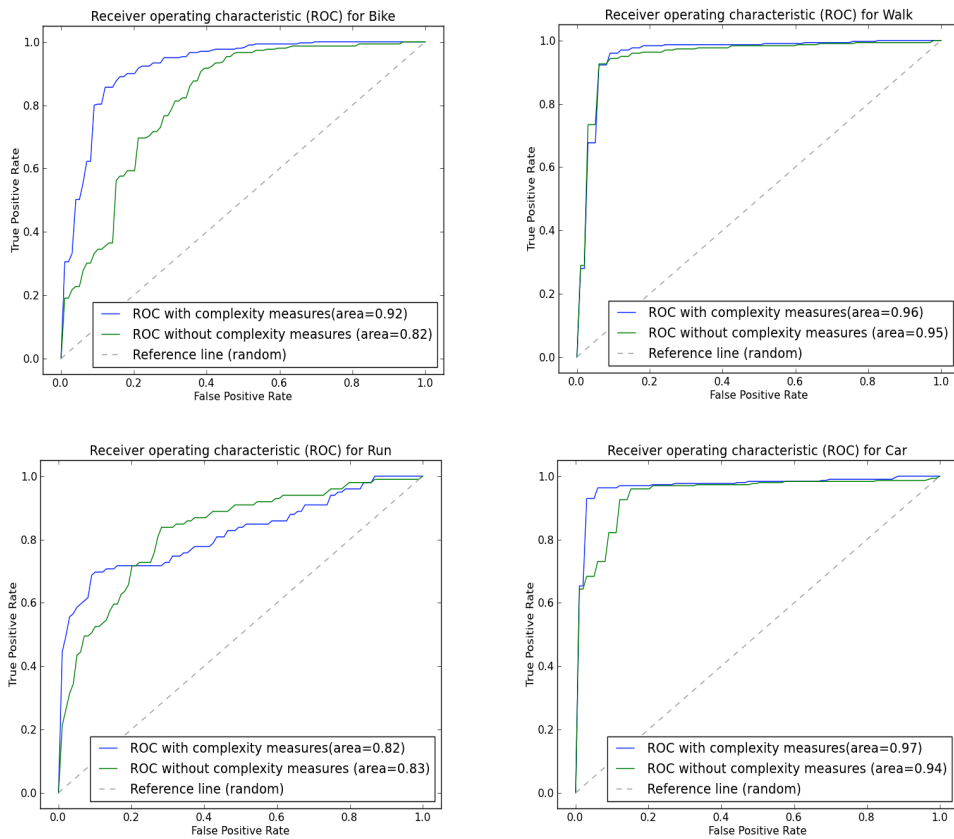 Receiver operating characteristic (ROC) for Bike
1.0
0.8
0.6
0.4
0.2
0.0
True Positive Rate
ROC with complexity measures(area=0.92)
ROC without complexity measures (area=0.82)
Reference line (random)
0.0 0.2 0.4 0.6 0.8 1.0
False Positive Rate
Receiver operating characteristic (ROC) for Walk
1.0
0.8
0.6
0.4
0.2
0.0
True Positive Rate
ROC with complexity measures(area=0.96)
ROC without complexity measures (area=0.95)
Reference line (random)
0.0 0.2 0.4 0.6 0.8 1.0
False Positive Rate
Receiver operating characteristic (ROC) for Run
1.0
0.8
0.6
0.4
0.2
0.0
True Positive Rate
ROC with complexity measures(area=0.82)
ROC without complexity measures (area=0.83)
Reference line (random)
0.0 0.2 0.4 0.6 0.8 1.0
False Positive Rate
Receiver operating characteristic (ROC) for Car
1.0
0.8
0.6
0.4
0.2
0.0
True Positive Rate
ROC with complexity measures(area=0.97)
ROC without complexity measures (area=0.94)
Reference line (random)
0.0 0.2 0.4 0.6 0.8 1.0
False Positive Rate